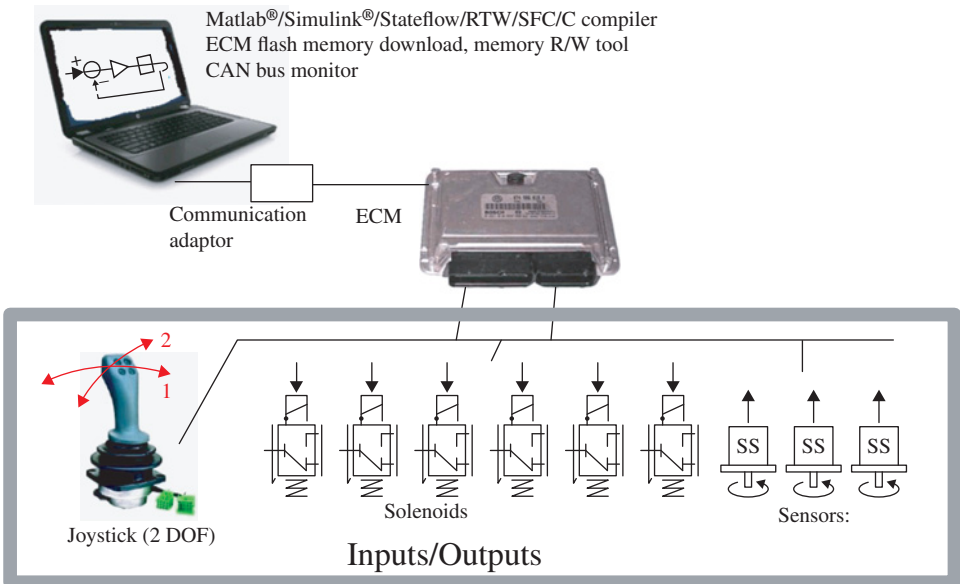 Matlab®/Simulink®/Stateflow/RTW/SFC/C compiler
ECM flash memory download, memory R/W tool
CAN bus monitor
+
−
Communication
adaptor
ECM
BOSCH
2
1
SS SS SS
Joystick (2 DOF)
Solenoids
Sensors:
Inputs/Outputs